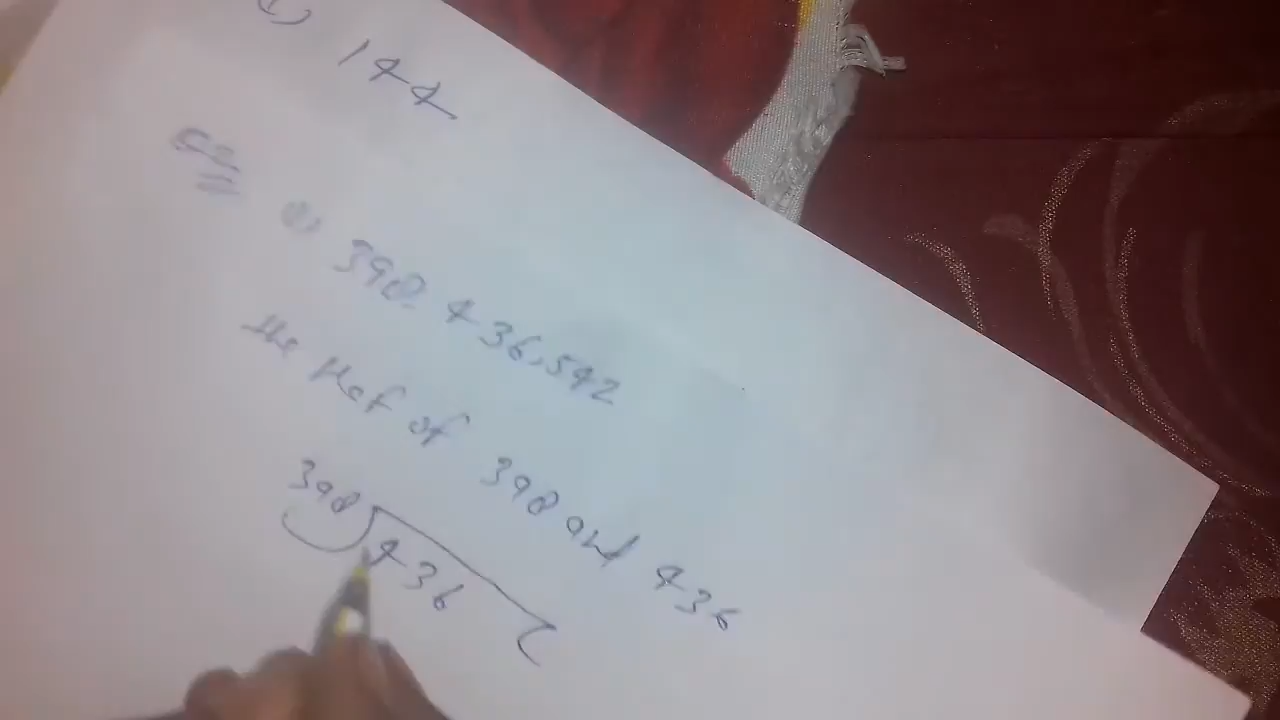 144
398, 436, 542
the Hcf of 398 and 436
398 436